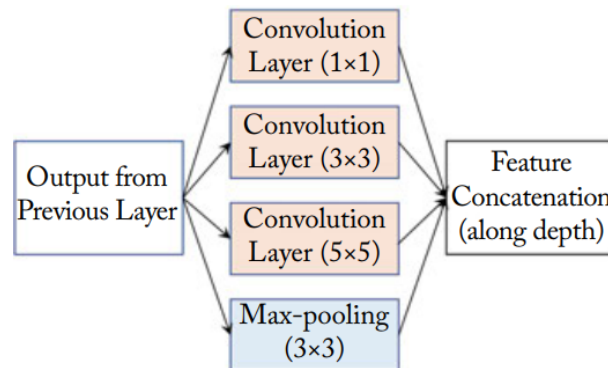 Output from
Previous Layer
Convolution
Layer (1×1)
Convolution
Layer (3×3)
Convolution
Layer (5×5)
Max-pooling
(3×3)
Feature
Concatenation
(along depth)